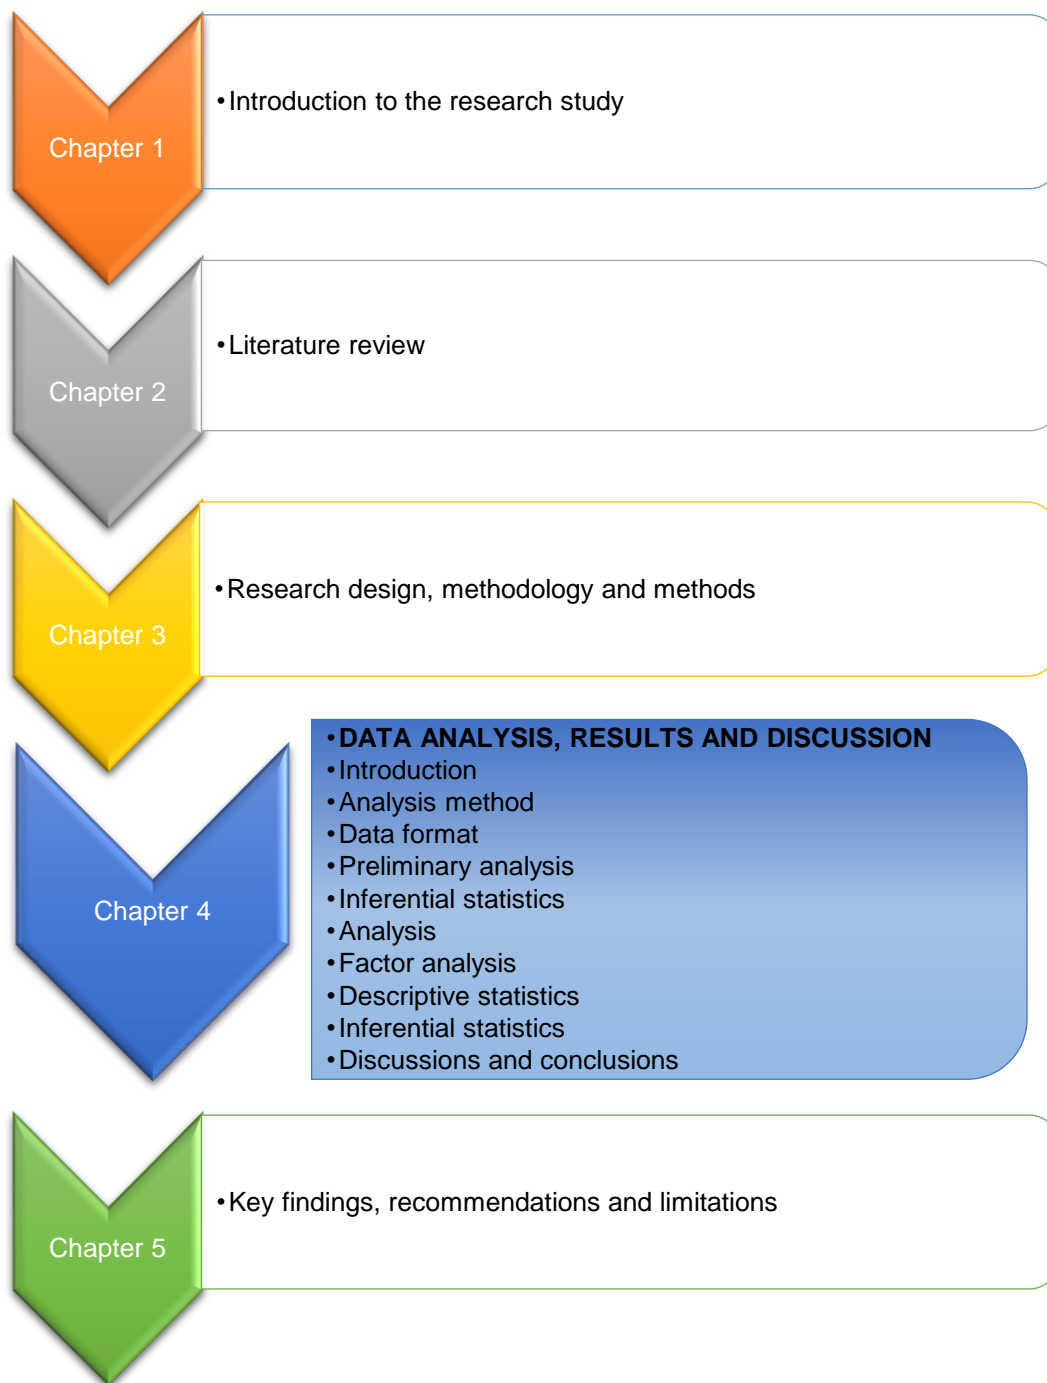 Chapter 1
•Introduction to the research study
Chapter 2
•Literature review
Chapter 3
•Research design, methodology and methods
Chapter 4
•DATA ANALYSIS, RESULTS AND DISCUSSION
•Introduction
•Analysis method
•Data format
•Preliminary analysis
•Inferential statistics
•Analysis
•Factor analysis
•Descriptive statistics
•Inferential statistics
•Discussions and conclusions
Chapter 5
•Key findings, recommendations and limitations